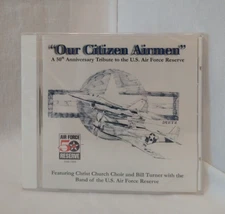 "Our Citizen Airmen"
A 50th Anniversary Tribute to the U.S. Air Force Reserve
AIR FORCE
50
RESERVE
Featuring Christ Church Choir and Bill Turner with the
Band of the U.S. Air Force Reserve